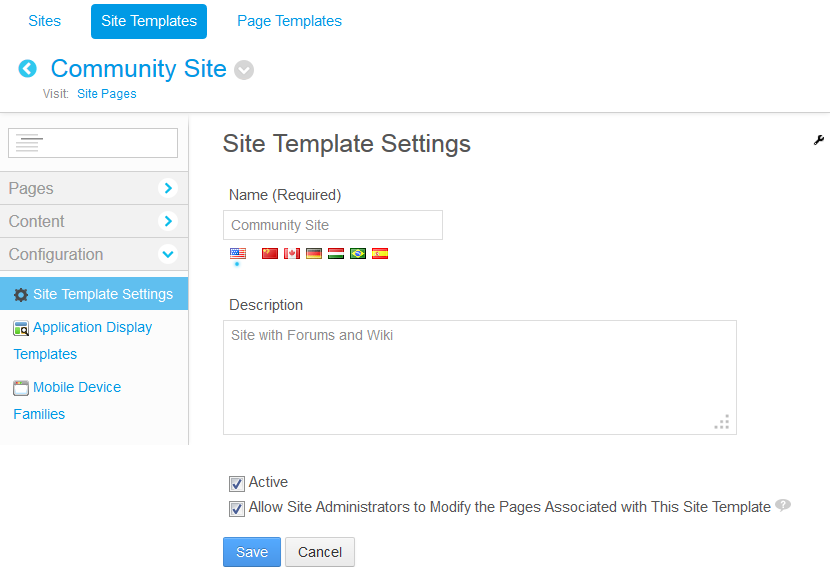 Sites Site Templates Page Templates
Community Site
Visit: Site Pages
Pages
Content
Configuration
Site Template Settings
Application Display
Templates
Mobile Device
Families
Site Template Settings
Name (Required)
Community Site
Description
Site with Forums and Wiki
Active
Allow Site Administrators to Modify the Pages Associated with This Site Template ?
Save Cancel